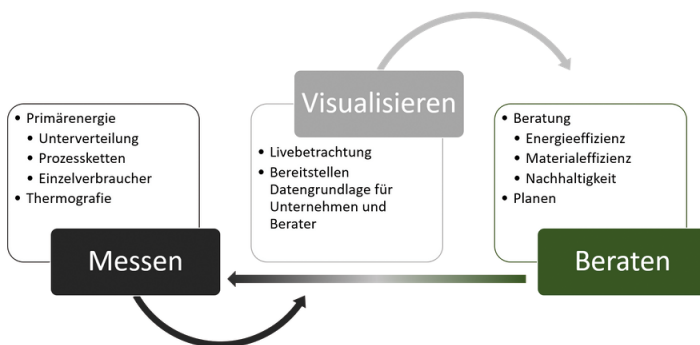 • Primärenergie
• Unterverteilung
• Prozessketten
• Einzelverbraucher
• Thermografie
Messen
Visualisieren
• Livebetrachtung
• Bereitstellen
Datengrundlage für
Unternehmen und
Berater
• Beratung
• Energieeffizienz
• Materialeffizienz
• Nachhaltigkeit
• Planen
Beraten